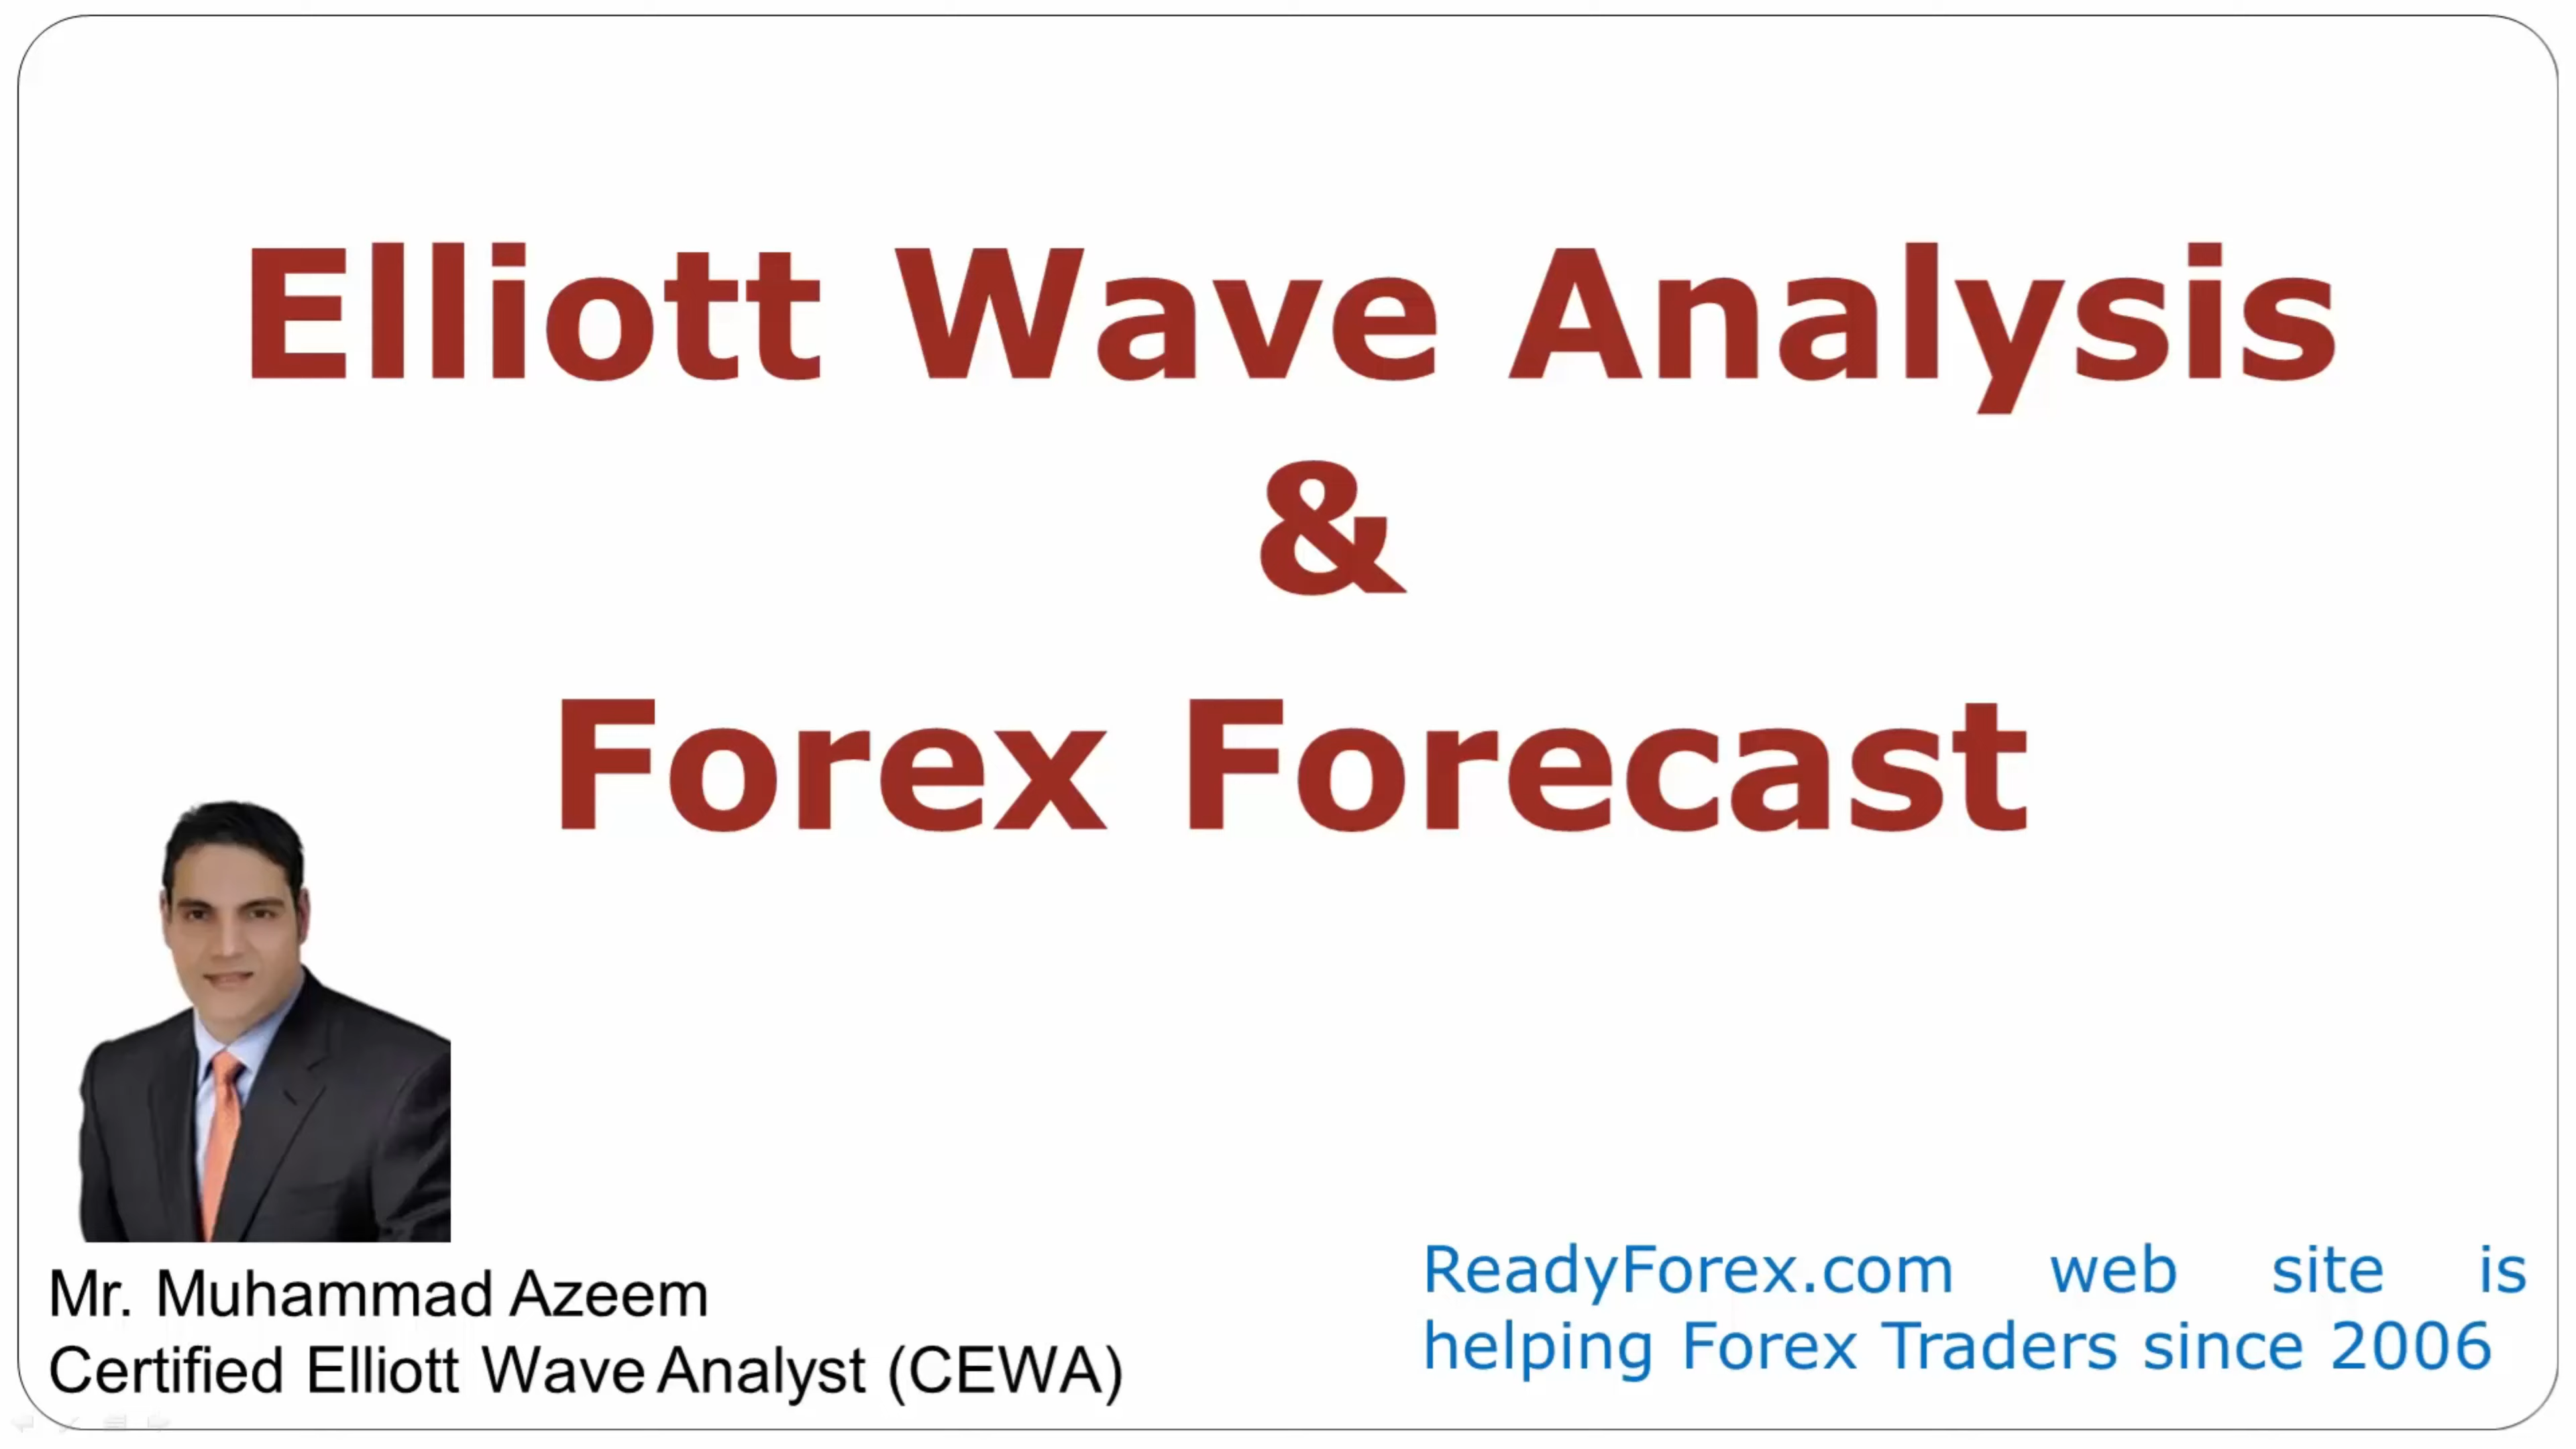 Elliott Wave Analysis
&
Forex Forecast
Mr. Muhammad Azeem
Certified Elliott Wave Analyst (CEWA)
ReadyForex.com web site is
helping Forex Traders since 2006